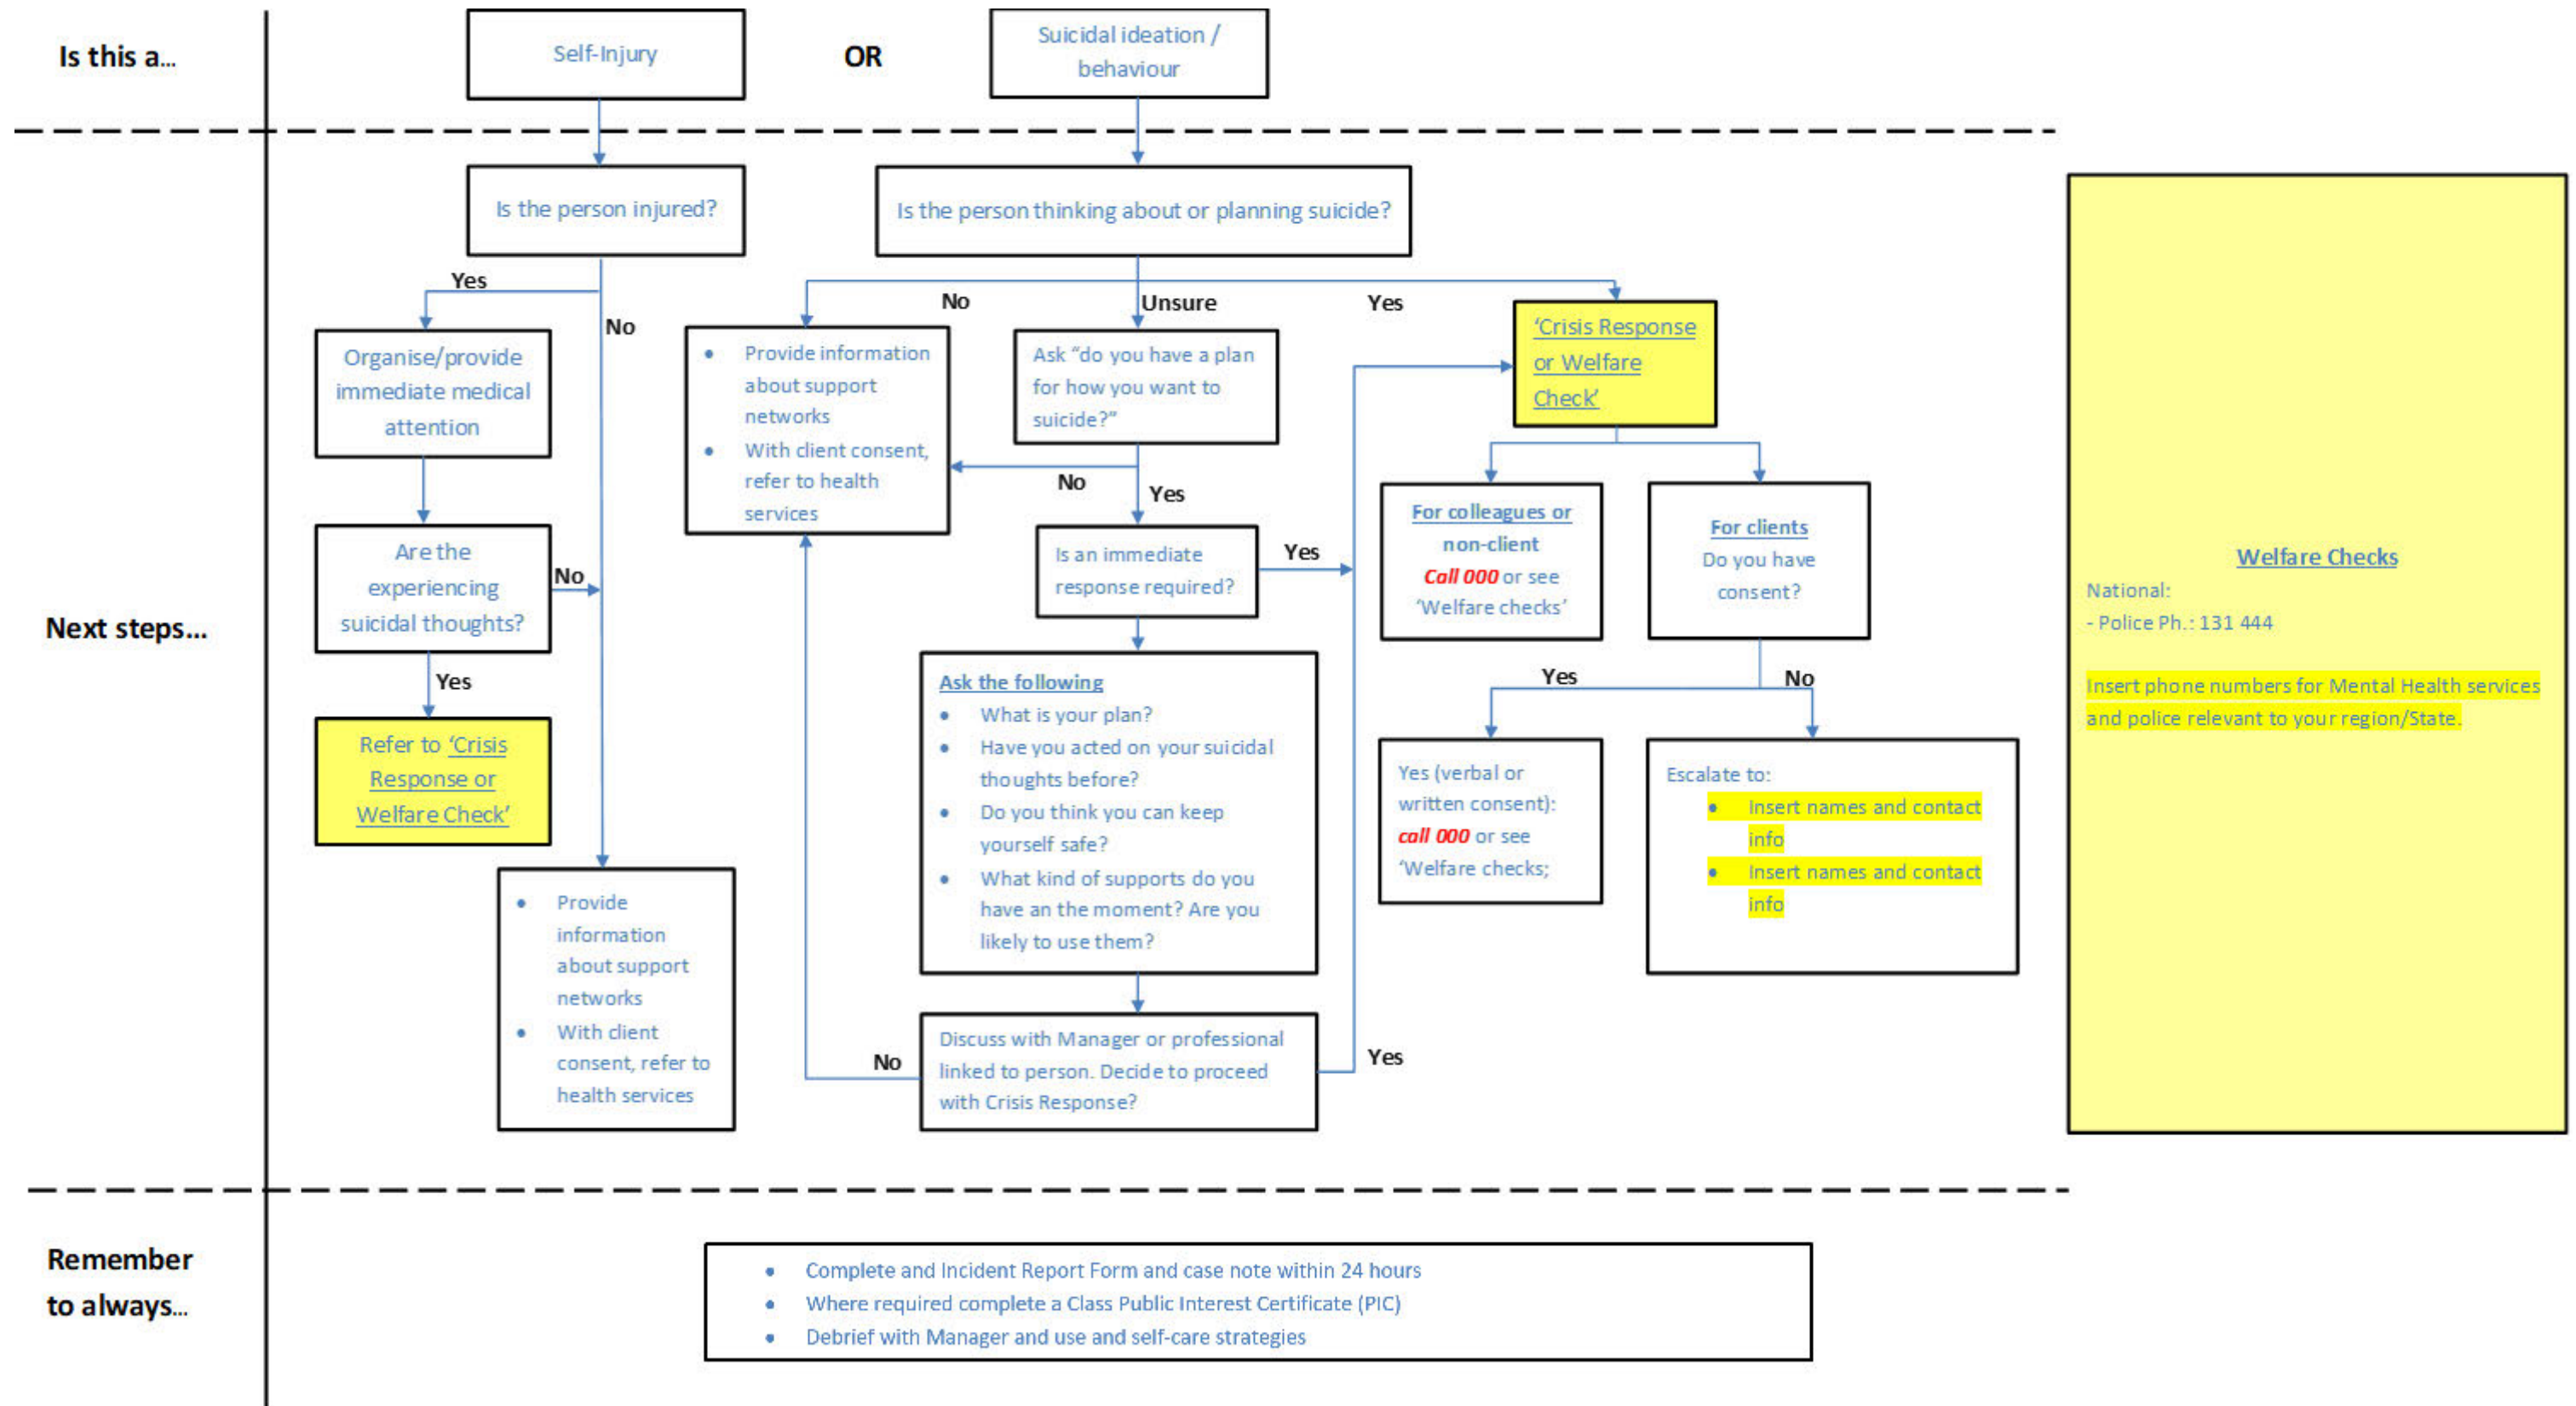 Is this a...
Self-Injury
OR
Suicidal ideation /
behaviour
Next steps...
Is the person injured?
Yes
No
Organise/provide
immediate medical
attention
Are the
experiencing
suicidal thoughts?
No
Yes
Refer to ‘Crisis
Response or
Welfare Check’
• Provide
information
about support
networks
• With client
consent, refer to
health services
Is the person thinking about or planning suicide?
No
Unsure
Yes
• Provide information
about support
networks
• With client consent,
refer to health
services
Ask “do you have a plan
for how you want to
suicide?”
No
Yes
Is an immediate
response required?
Yes
Ask the following
• What is your plan?
• Have you acted on your suicidal
thoughts before?
• Do you think you can keep
yourself safe?
• What kind of supports do you
have an the moment? Are you
likely to use them?
Discuss with Manager or professional
linked to person. Decide to proceed
with Crisis Response?
No
Yes
‘Crisis Response
or Welfare
Check’
For colleagues or
non-client
Call 000 or see
‘Welfare checks’
For clients
Do you have
consent?
Yes
No
Yes (verbal or
written consent):
call 000 or see
‘Welfare checks;
Escalate to:
• Insert names and contact
info
• Insert names and contact
info
Welfare Checks
National:
- Police Ph.: 131 444
Insert phone numbers for Mental Health services
and police relevant to your region/State.
Remember
to always...
• Complete and Incident Report Form and case note within 24 hours
• Where required complete a Class Public Interest Certificate (PIC)
• Debrief with Manager and use and self-care strategies